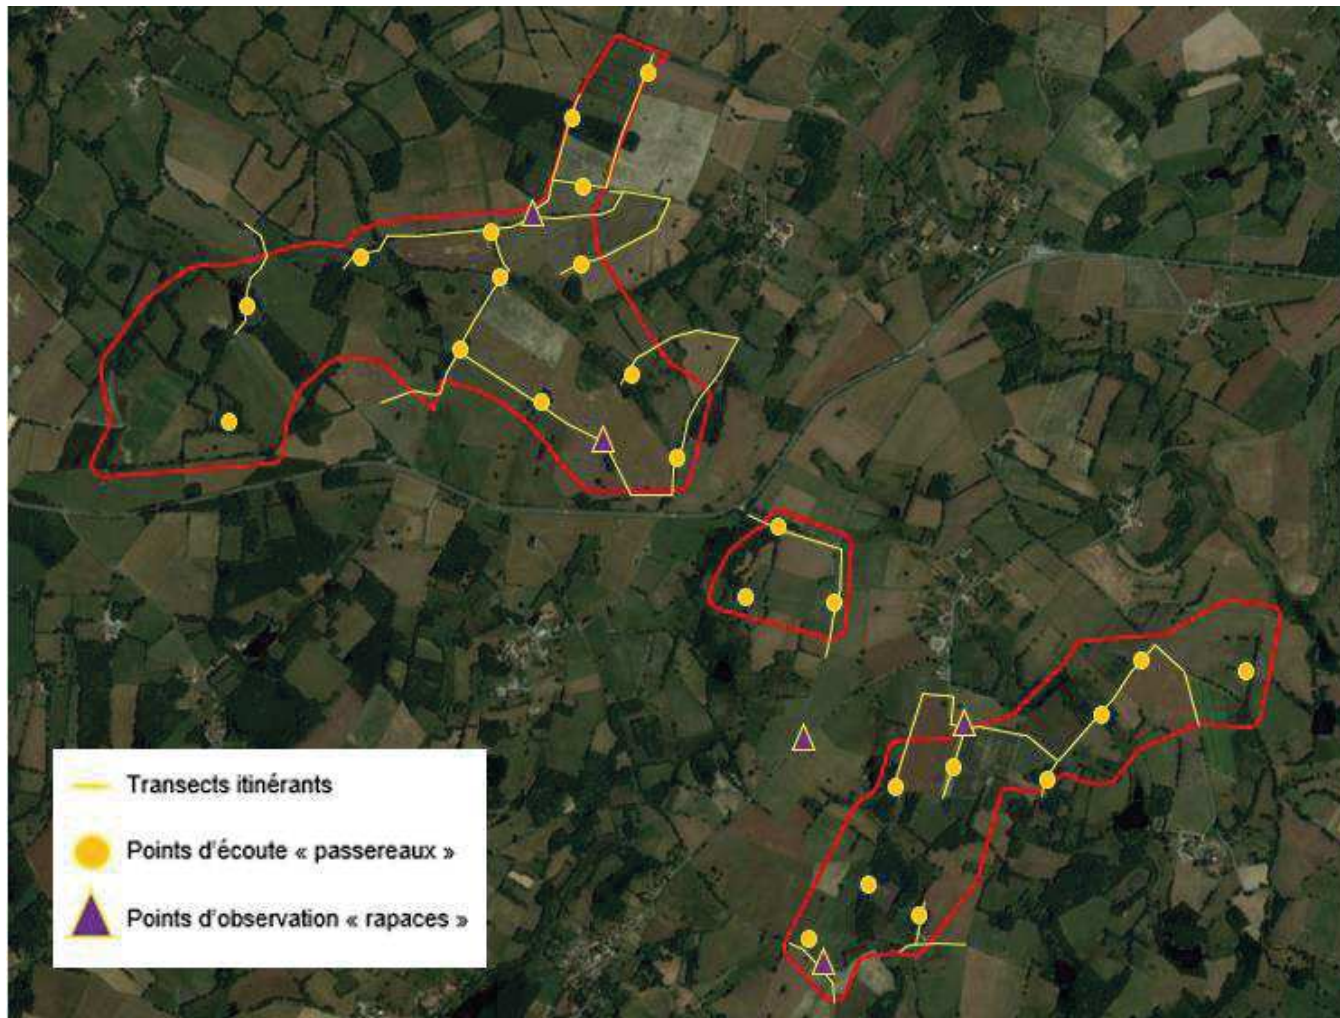 Transects itinérants
Points d'écoute « passereaux »
Points d'observation « rapaces »